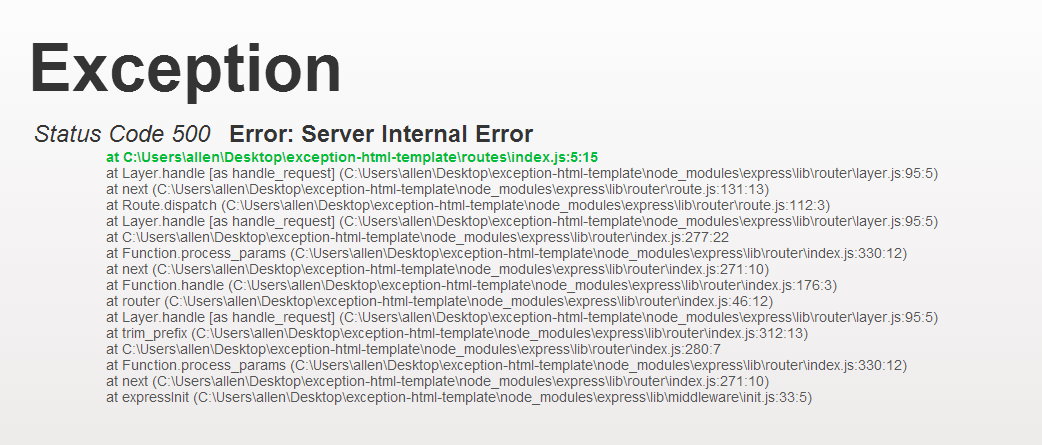 Exception
Status Code 500 Error: Server Internal Error
at C:\Users\allen\Desktop\exception-html-template\routes\index.js:5:15
at Layer.handle [as handle_request] (C:\Users\allen\Desktop\exception-html-template\node_modules\express\lib\router\layer.js:95:5)
at next (C:\Users\allen\Desktop\exception-html-template\node_modules\express\lib\router\route.js:131:13)
at Route.dispatch (C:\Users\allen\Desktop\exception-html-template\node_modules\express\lib\router\route.js:112:3)
at Layer.handle [as handle_request] (C:\Users\allen\Desktop\exception-html-template\node_modules\express\lib\router\layer.js:95:5)
at C:\Users\allen\Desktop\exception-html-template\node_modules\express\lib\router\index.js:277:22
at Function.process_params (C:\Users\allen\Desktop\exception-html-template\node_modules\express\lib\router\index.js:330:12)
at next (C:\Users\allen\Desktop\exception-html-template\node_modules\express\lib\router\index.js:271:10)
at Function.handle (C:\Users\allen\Desktop\exception-html-template\node_modules\express\lib\router\index.js:176:3)
at router (C:\Users\allen\Desktop\exception-html-template\node_modules\express\lib\router\index.js:46:12)
at Layer.handle [as handle_request] (C:\Users\allen\Desktop\exception-html-template\node_modules\express\lib\router\layer.js:95:5)
at trim_prefix (C:\Users\allen\Desktop\exception-html-template\node_modules\express\lib\router\index.js:312:13)
at C:\Users\allen\Desktop\exception-html-template\node_modules\express\lib\router\index.js:280:7
at Function.process_params (C:\Users\allen\Desktop\exception-html-template\node_modules\express\lib\router\index.js:330:12)
at next (C:\Users\allen\Desktop\exception-html-template\node_modules\express\lib\router\index.js:271:10)
at expressInit (C:\Users\allen\Desktop\exception-html-template\node_modules\express\lib\middleware\init.js:33:5)